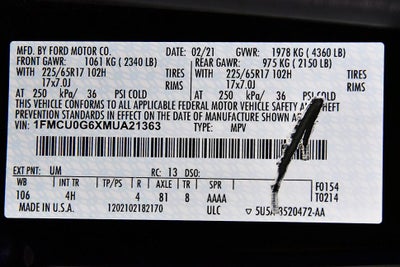 MFD. BY FORD MOTOR CO. DATE: 02/21 GVWR: 1978 KG ( 4360 LB)
FRONT GAWR: 1061 KG ( 2340 LB) REAR GAWR: 975 KG ( 2150 LB)
WITH 225/65R17 102H TIRES WITH 225/65R17 102H TIRES
17x7.0J RIMS 17x7.0J RIMS
AT 250 kPa/ 36 PSI COLD AT 250 kPa/ 36 PSI COLD
THIS VEHICLE CONFORMS TO ALL APPLICABLE FEDERAL MOTOR VEHICLE SAFETY AND THEFT
PREVENTION STANDARDS IN EFFECT ON THE DATE OF MANUFACTURE SHOWN
VIN: 1FMCU0G6XMUA21363
EXT PNT: UM RC: 13 DSO:
WB BRK INT TR TP/PS R AXLE TR SPR
106 4H 4 81 8 AAAA F0154
T0214
MADE IN U.S.A. 1202102182170 ULC 5USA-3520472-AA